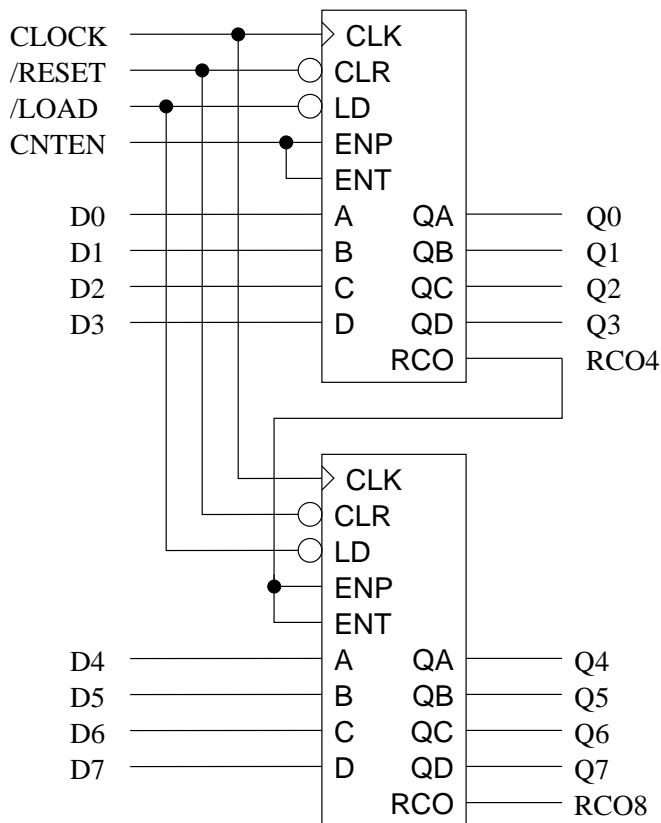 CLOCK CLK
/RESET CLR
/LOAD LD
CNTEN ENP
ENT
D0 A QA Q0
D1 B QB Q1
D2 C QC Q2
D3 D QD Q3
RCO RCO4
CLK
CLR
LD
ENP
ENT
D4 A QA Q4
D5 B QB Q5
D6 C QC Q6
D7 D QD Q7
RCO RCO8